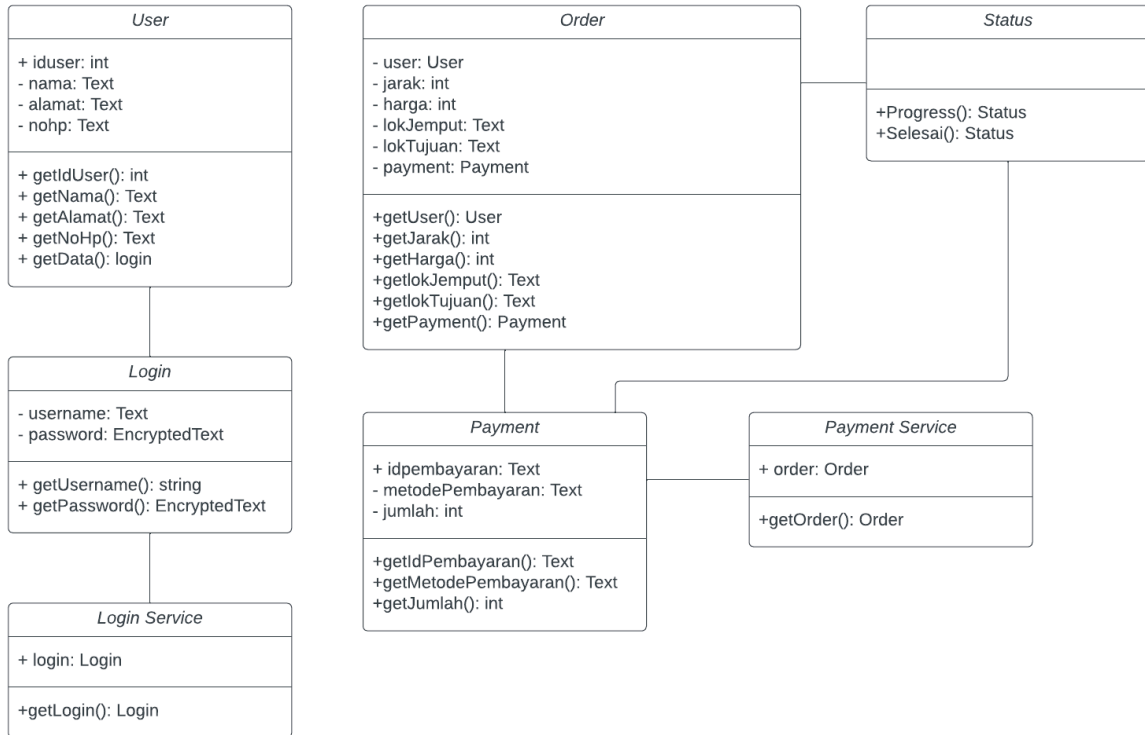 User
+ iduser: int
- nama: Text
- alamat: Text
- nohp: Text
+ getIdUser(): int
+ getNama(): Text
+ getAlamat(): Text
+ getNoHp(): Text
+ getData(): login
Login
- username: Text
- password: EncryptedText
+ getUsername(): string
+ getPassword(): EncryptedText
Login Service
+ login: Login
+getLogin(): Login
Order
- user: User
- jarak: int
- harga: int
- lokJemput: Text
- lokTujuan: Text
- payment: Payment
+getUser(): User
+getJarak(): int
+getHarga(): int
+getlokJemput(): Text
+getlokTujuan(): Text
+getPayment(): Payment
Status
+Progress(): Status
+Selesai(): Status
Payment
+ idpembayaran: Text
- metodePembayaran: Text
- jumlah: int
+getIdPembayaran(): Text
+getMetodePembayaran(): Text
+getJumlah(): int
Payment Service
+ order: Order
+getOrder(): Order